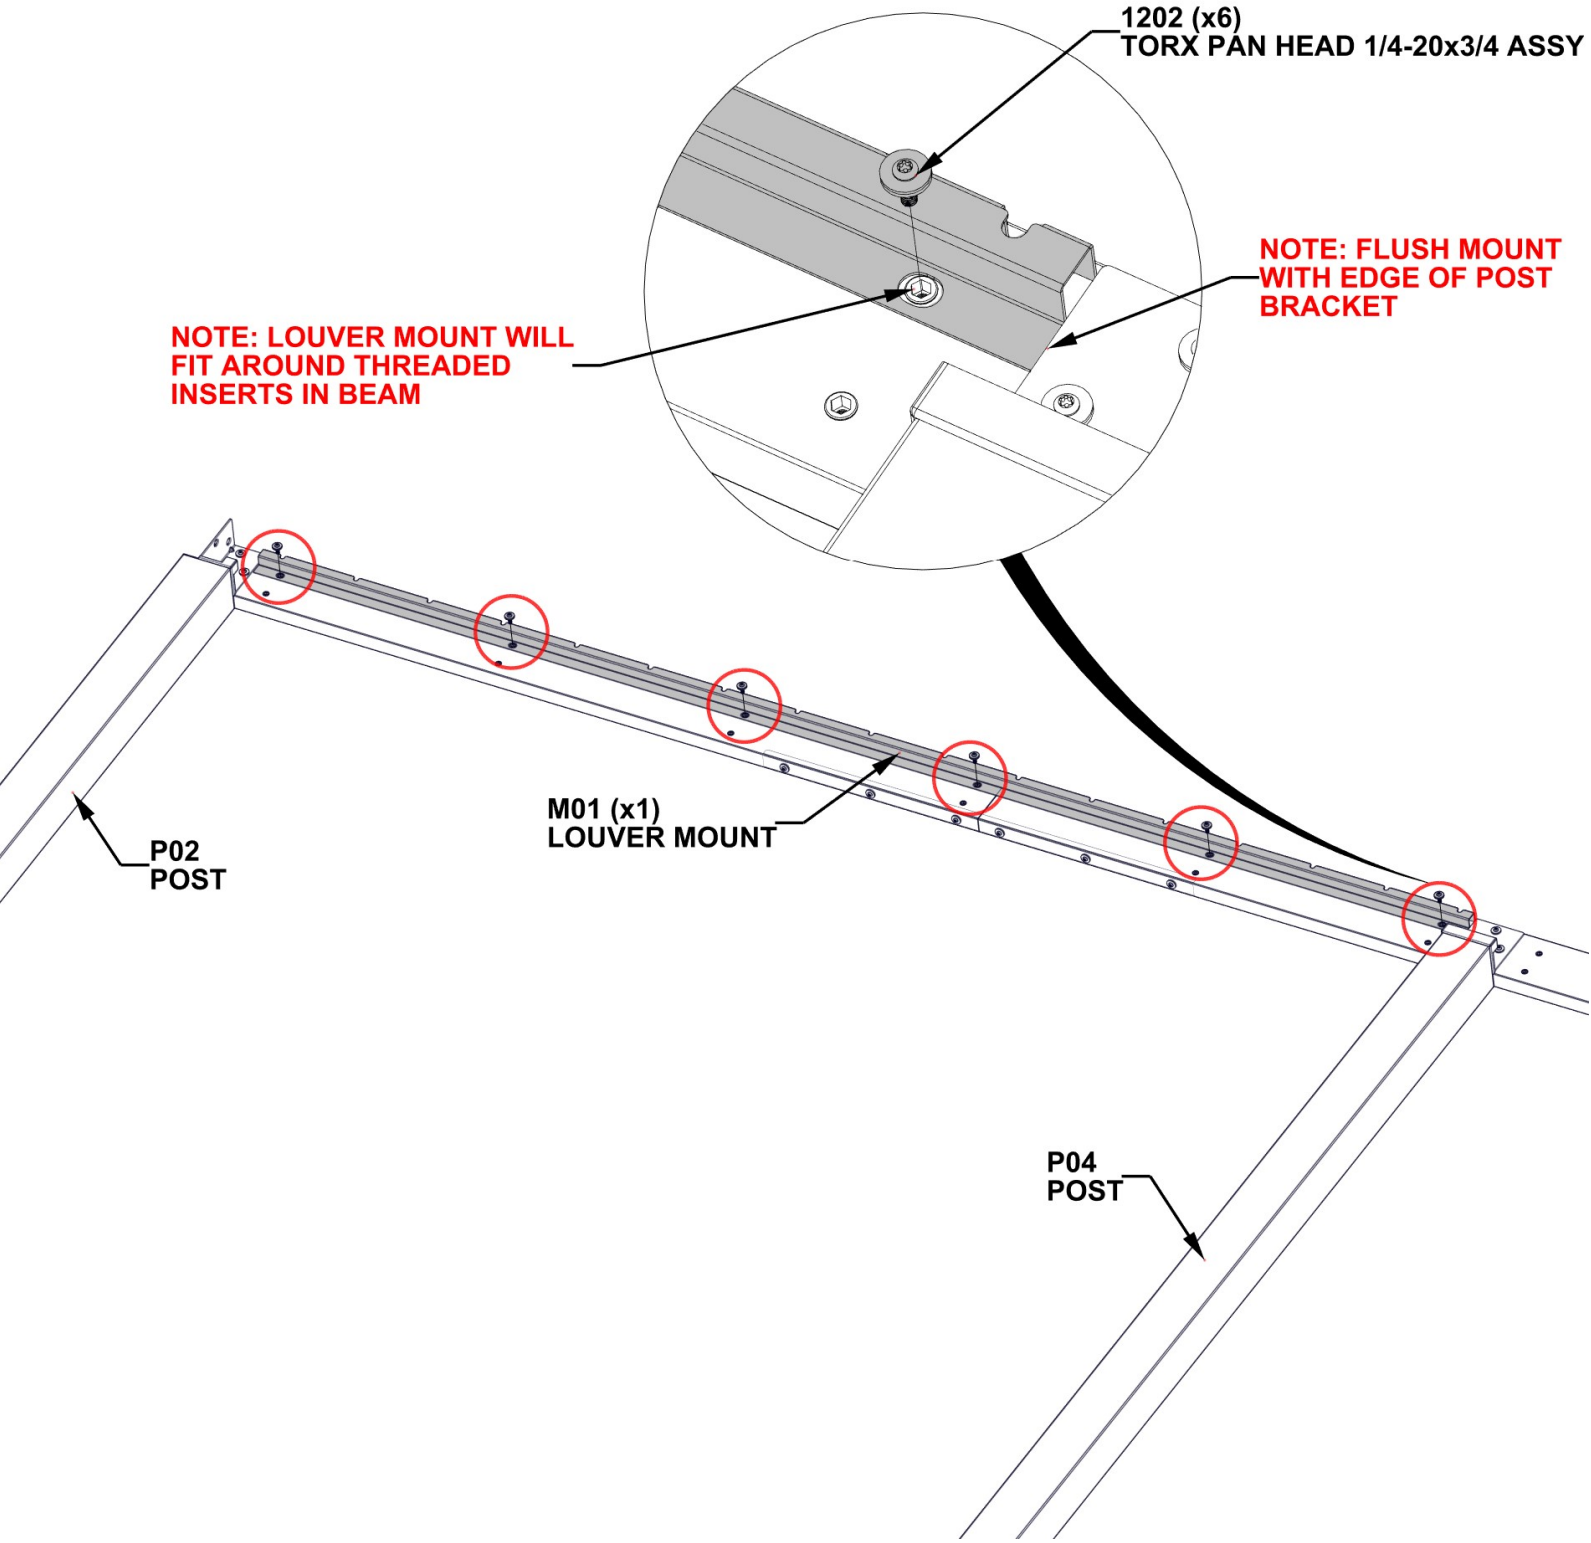 1202 (x6)
TORX PAN HEAD 1/4-20x3/4 ASSY
NOTE: FLUSH MOUNT
WITH EDGE OF POST
BRACKET
NOTE: LOUVER MOUNT WILL
FIT AROUND THREADED
INSERTS IN BEAM
M01 (x1)
LOUVER MOUNT
P02
POST
P04
POST